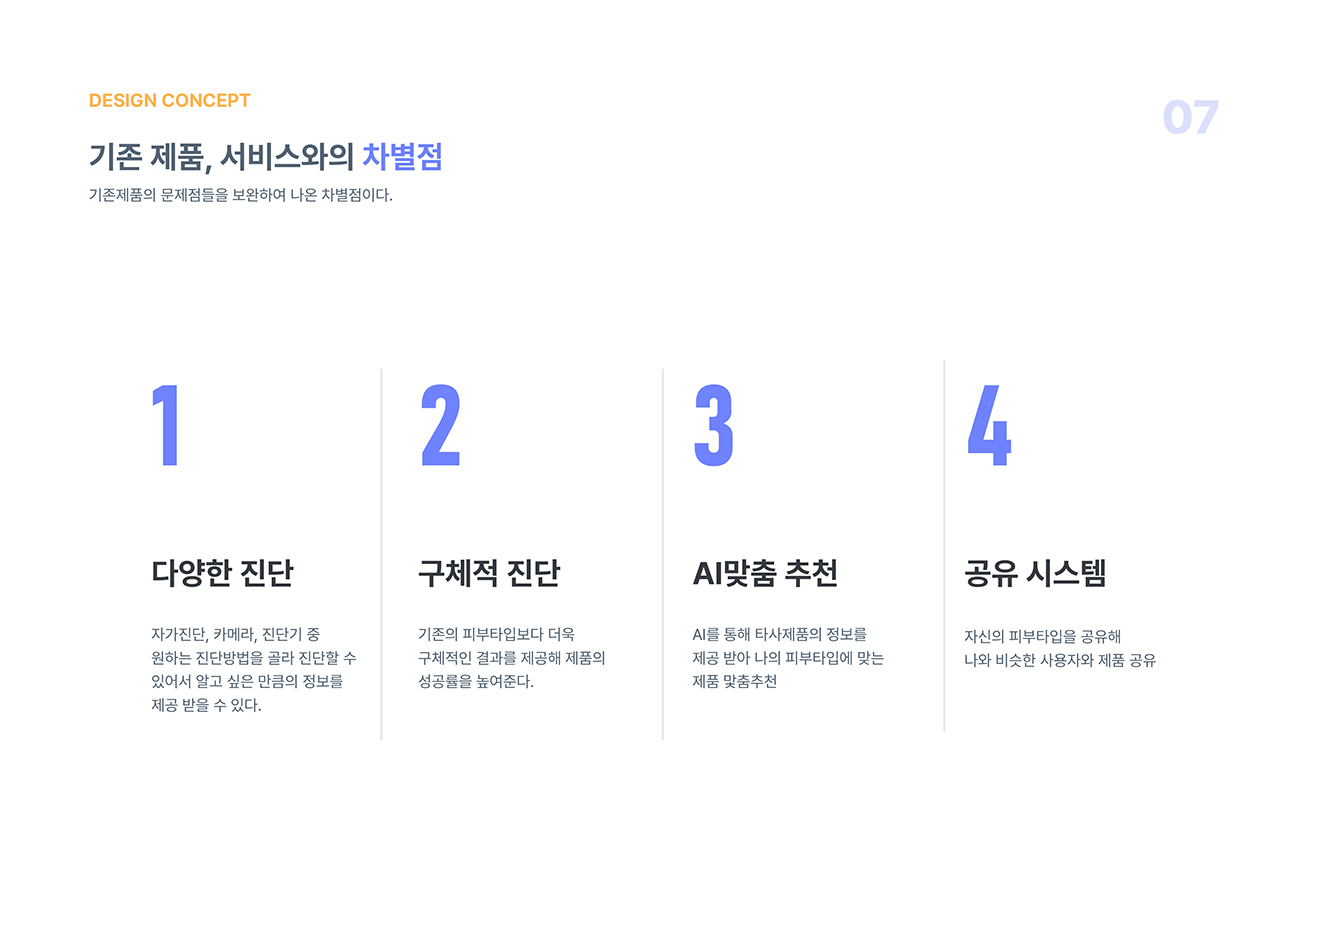 DESIGN CONCEPT
07
기존 제품, 서비스와의 차별점
기존제품의 문제점들을 보완하여 나온 차별점이다.
1
다양한 진단
자가진단, 카메라, 진단기 중
원하는 진단방법을 골라 진단할 수
있어서 알고 싶은 만큼의 정보를
제공 받을 수 있다.
2
구체적 진단
기존의 피부타입보다 더욱
구체적인 결과를 제공해 제품의
성공률을 높여준다.
3
AI맞춤 추천
AI를 통해 타사제품의 정보를
제공 받아 나의 피부타입에 맞는
제품 맟춤추천
4
공유 시스템
자신의 피부타입을 공유해
나와 비슷한 사용자와 제품 공유